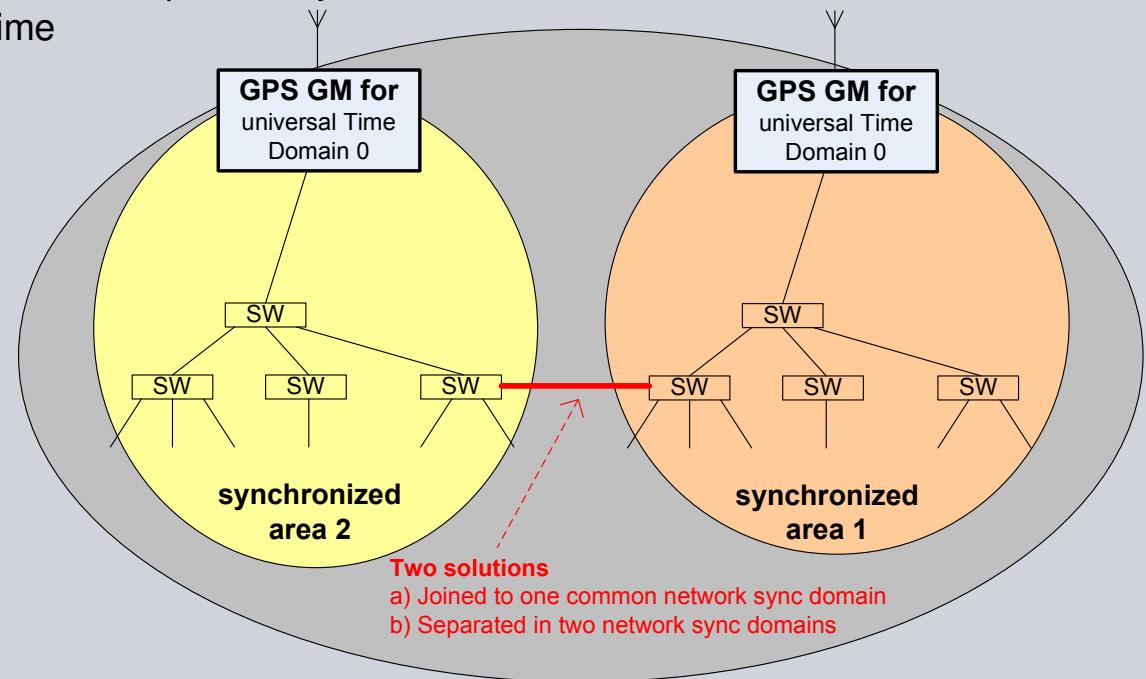 ime
GPS GM for
universal Time
Domain 0
GPS GM for
universal Time
Domain 0
SW
SW
SW
SW
SW
SW
SW
SW
synchronized
area 2
synchronized
area 1
Two solutions
a) Joined to one common network sync domain
b) Separated in two network sync domains